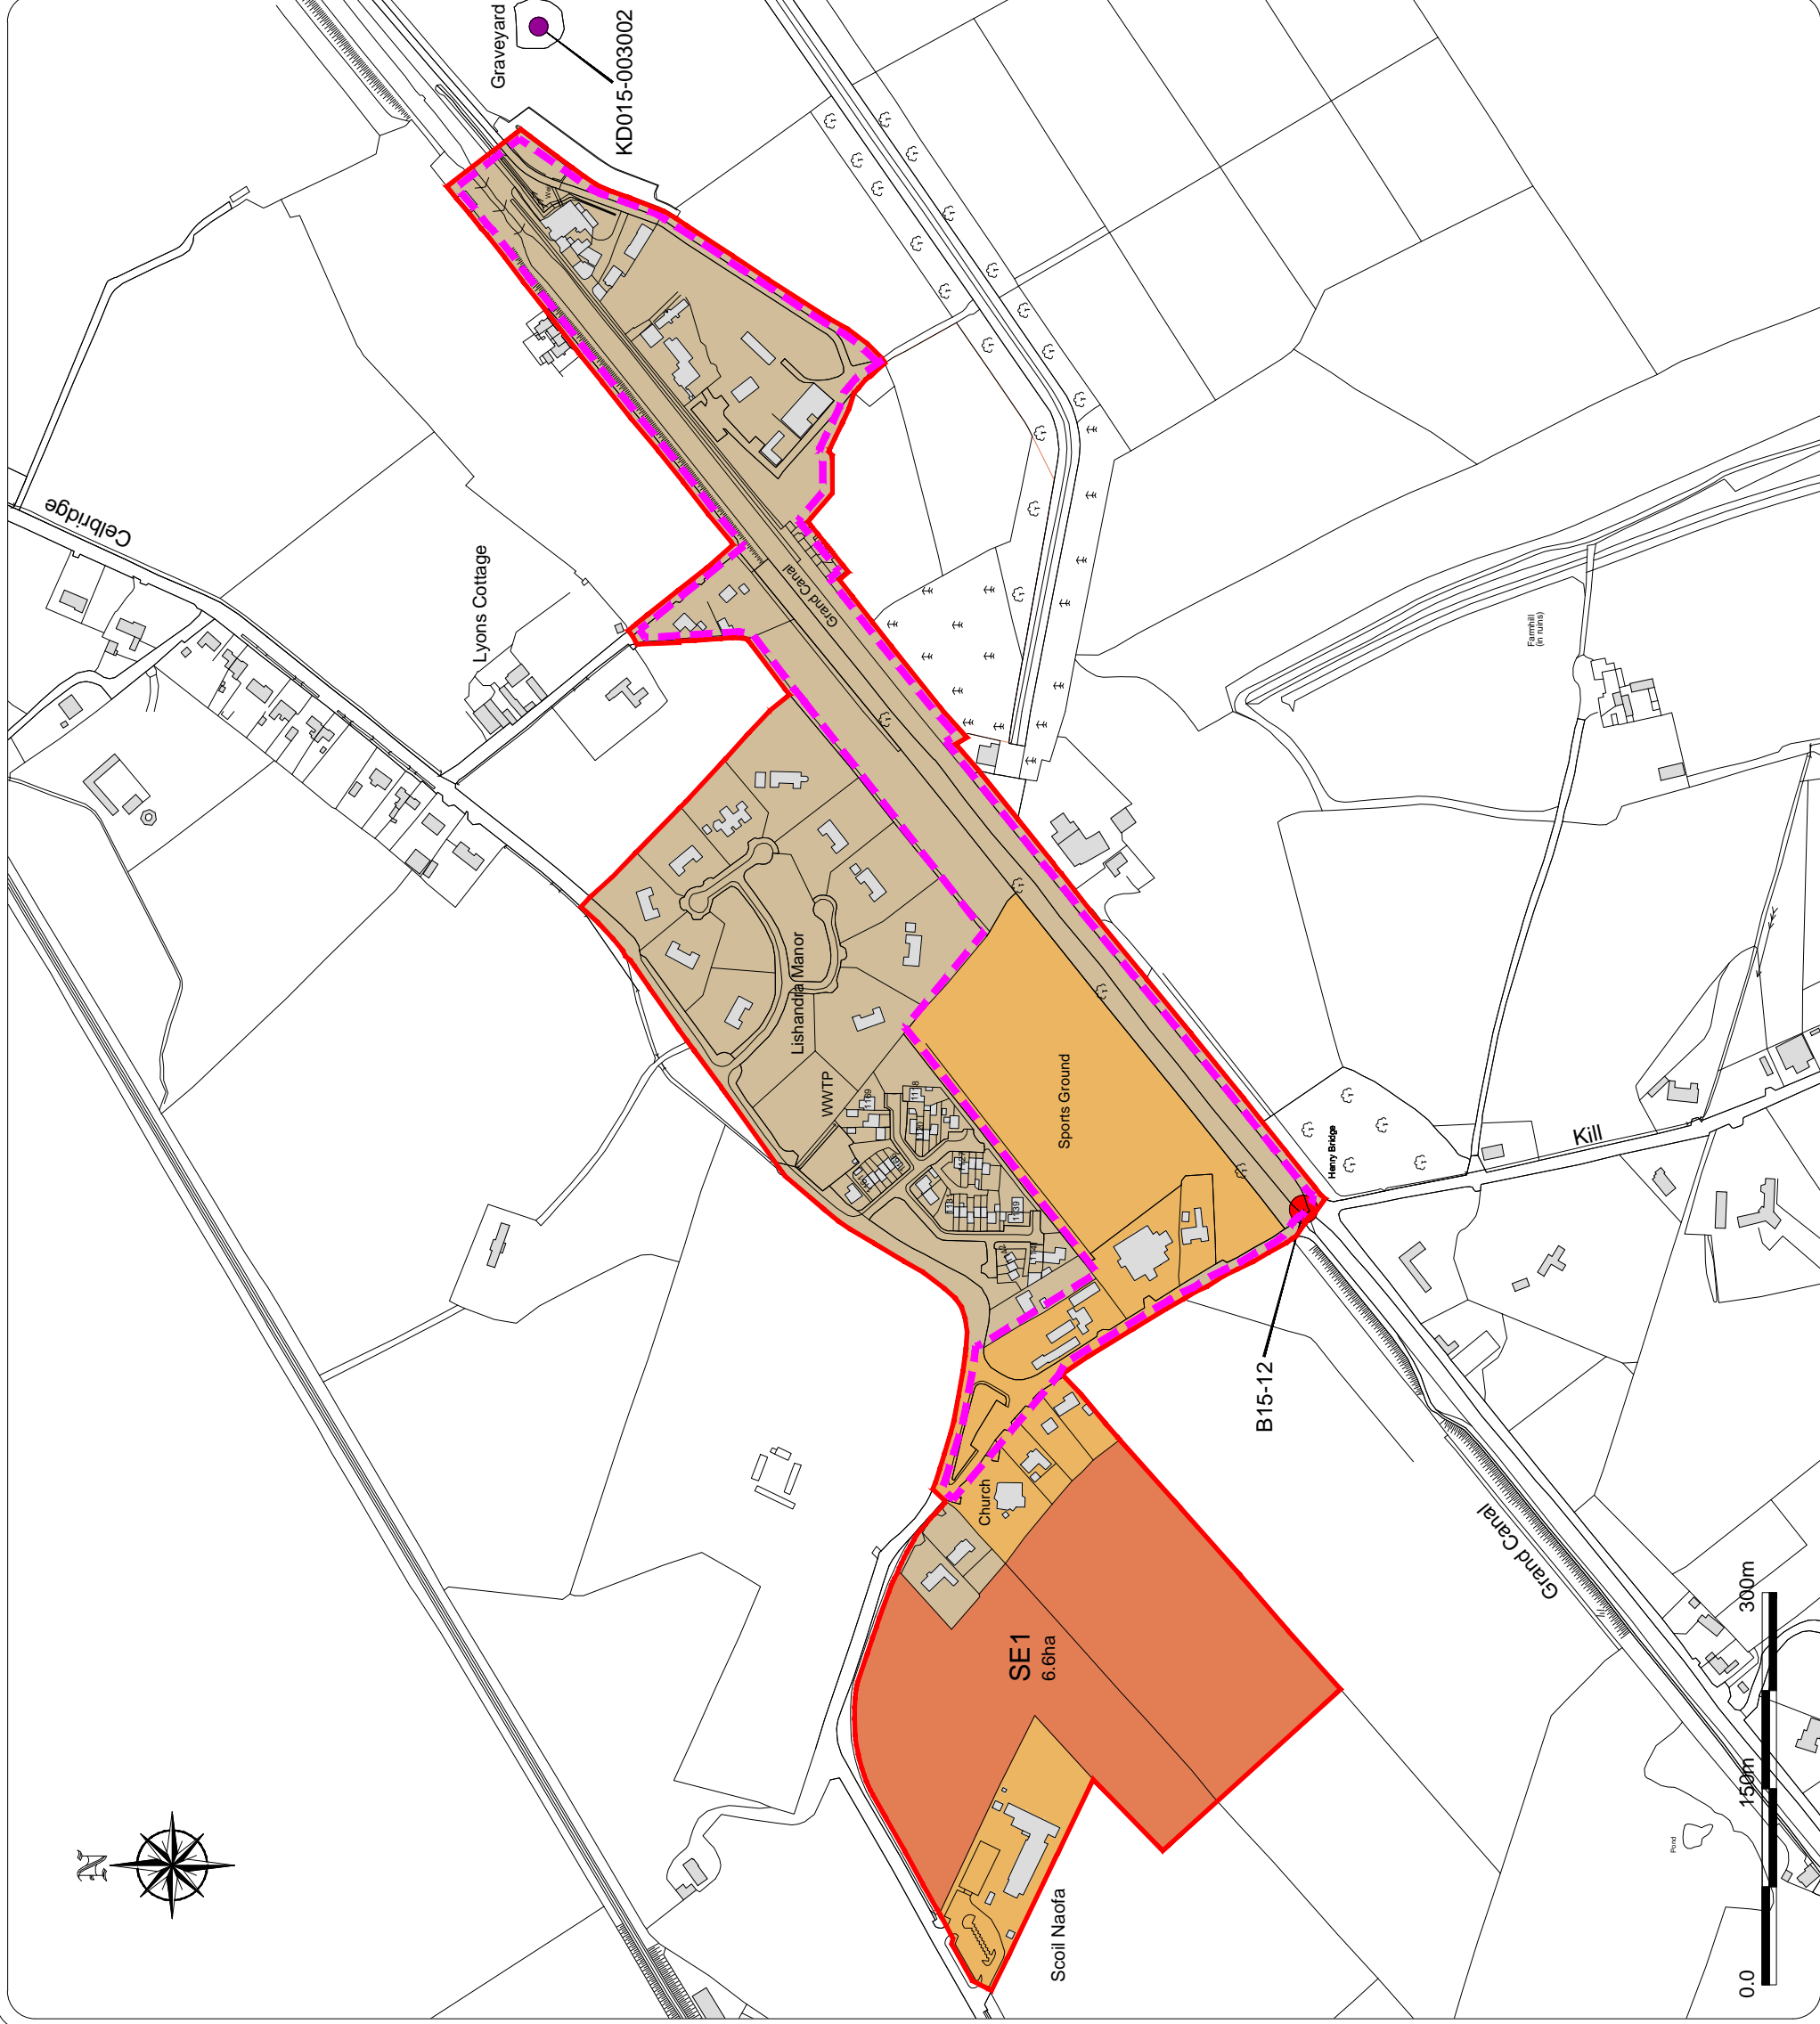 Graveyard
KD015-003002
Celbridge
Lyons Cottage
Grand Canal
Farmhill
(in ruins)
Lishandra Manor
WWTP
Sports Ground
Henry Bridge
Kill
B15-12
Church
Grand Canal
SE1
6.6ha
Scoil Naofa
Pond
N
0.0
150m
300m